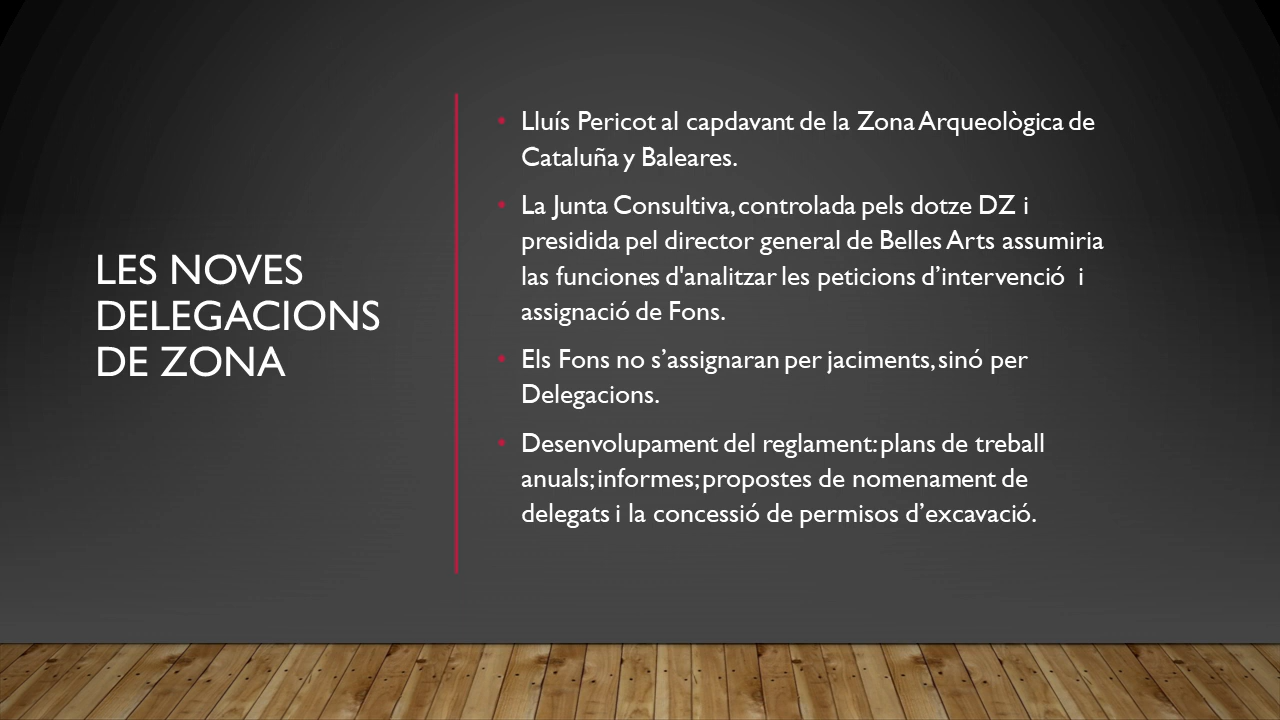 LES NOVES
DELEGACIONS
DE ZONA
• Lluís Pericot al capdavant de la Zona Arqueològica de
Cataluña y Baleares.
• La Junta Consultiva, controlada pels dotze DZ i
presidida pel director general de Belles Arts assumiria
las funciones d'analitzar les peticions d’intervenció i
assignació de Fons.
• Els Fons no s’assignaran per jaciments, sinó per
Delegacions.
• Desenvolupament del reglament: plans de treball
anuals; informes; propostes de nomenament de
delegats i la concessió de permisos d’excavació.